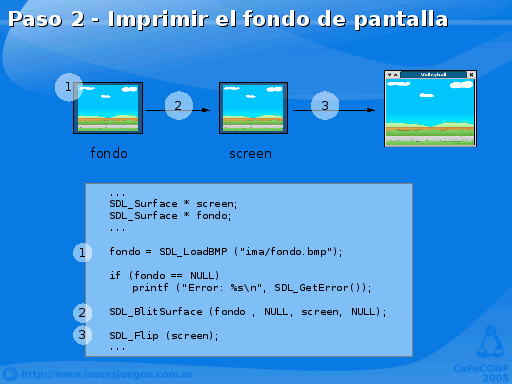 Paso 2 - Imprimir el fondo de pantalla
1
2
3
Volleyball
fondo
screen
...
SDL_Surface * screen;
SDL_Surface * fondo;
...
1 fondo = SDL_LoadBMP ("ima/fondo.bmp");
if (fondo == NULL)
printf ("Error: %s\n", SDL_GetError());
2 SDL_BlitSurface (fondo , NULL, screen, NULL);
3 SDL_Flip (screen);
...
http://www.losersjuegos.com.ar
CaFeCONF
2005